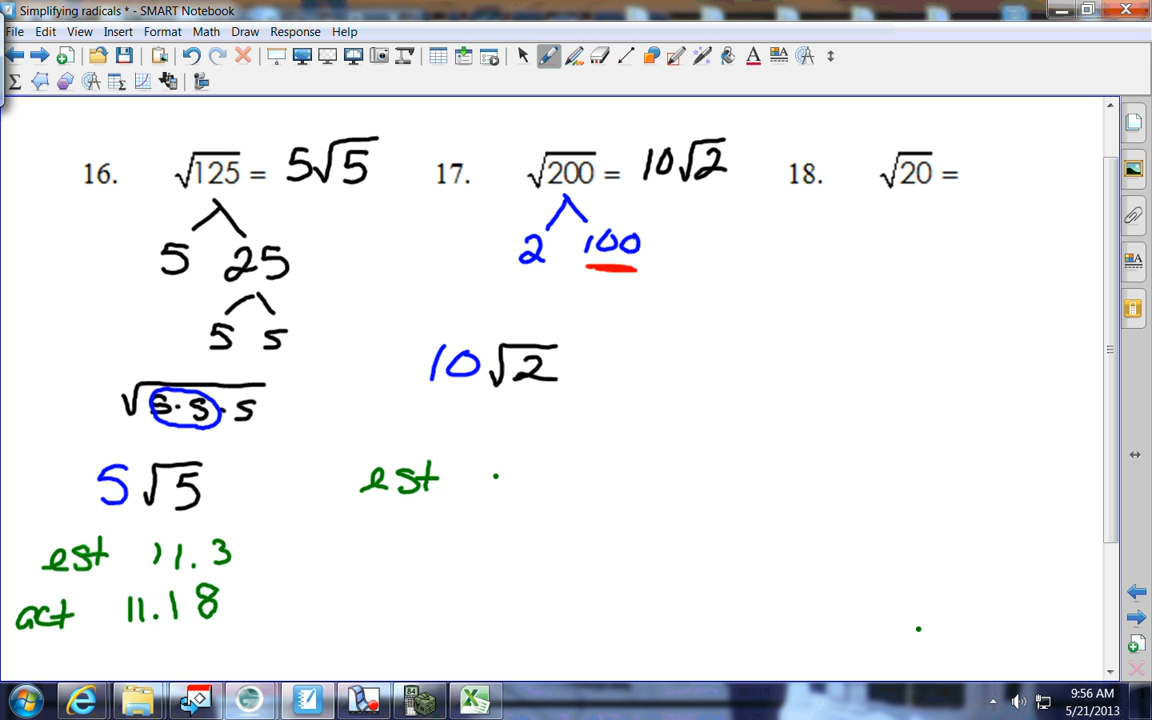 Simplifying radicals * - SMART Notebook
File Edit View Insert Format Math Draw Response Help
16. √125 = 5√5 17. √200 = 10√2 18. √20 =
5 25 2 100
5 5
10√2
√5·5·5
5√5 est .
est 11.3
act 11.18
9:56 AM
5/21/2013